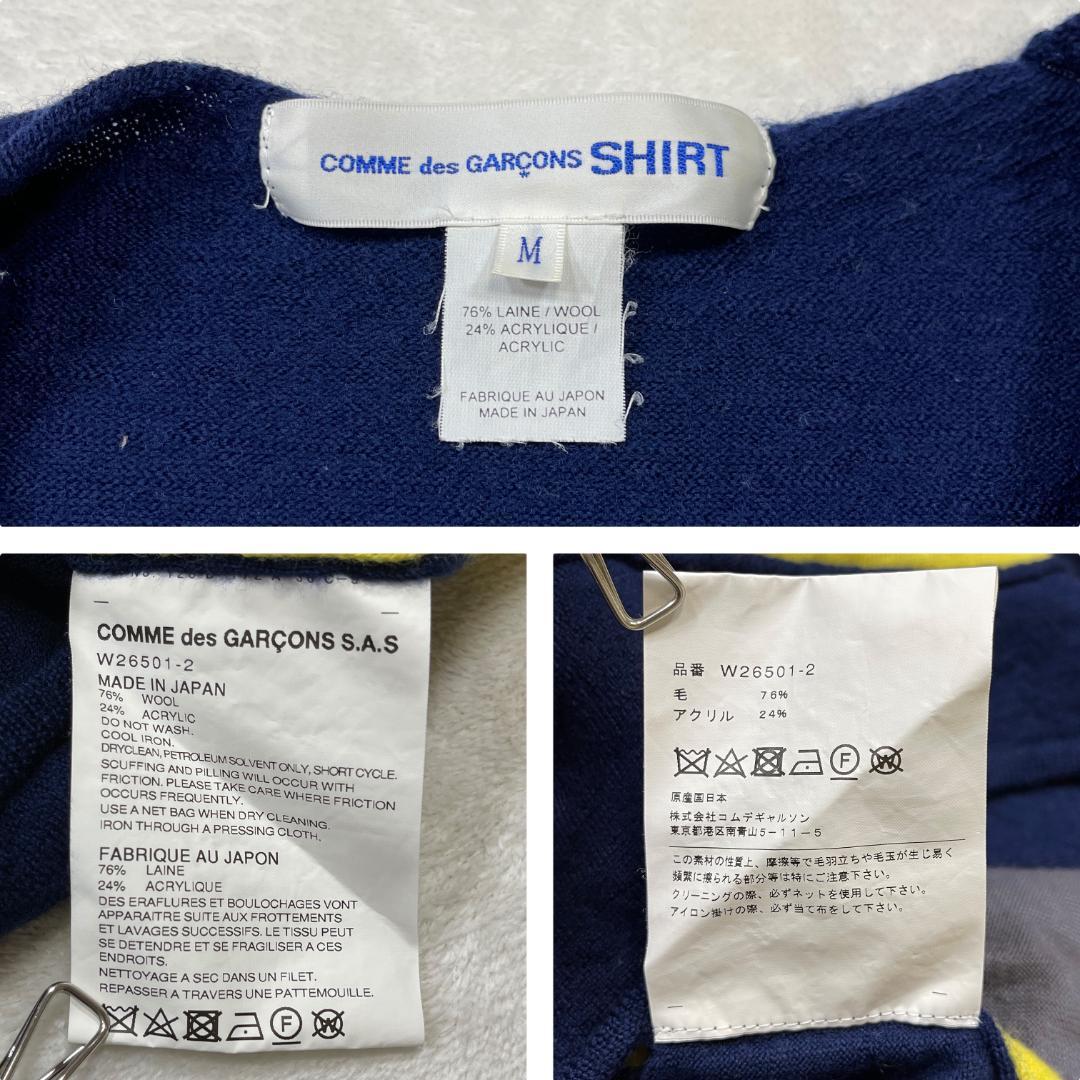 COMME des GARÇONS SHIRT
M
76% LAINE / WOOL
24% ACRYLIQUE /
ACRYLIC
FABRIQUE AU JAPON
MADE IN JAPAN
COMME des GARÇONS S.A.S
W26501-2
MADE IN JAPAN
76% WOOL
24% ACRYLIC
DO NOT WASH.
COOL IRON.
DRYCLEAN, PETROLEUM SOLVENT ONLY, SHORT CYCLE.
SCUFFING AND PILLING WILL OCCUR WITH
FRICTION. PLEASE TAKE CARE WHERE FRICTION
OCCURS FREQUENTLY.
USE A NET BAG WHEN DRY CLEANING.
IRON THROUGH A PRESSING CLOTH.
FABRIQUE AU JAPON
76% LAINE
24% ACRYLIQUE
DES ERAFLURES ET BOULOCHAGES VONT
APPARAITRE SUITE AUX FROTTEMENTS
ET LAVAGES SUCCESSIFS. LE TISSU PEUT
SE DETENDRE ET SE FRAGILISER A CES
ENDROITS.
NETTOYAGE A SEC DANS UN FILET.
REPASSER A TRAVERS UNE PATTEMOUILLE.
F W
品番 W26501-2
毛 76%
アクリル 24%
F W
原産国日本
株式会社コムデギャルソン
東京都港区南青山5-11-5
この素材の性質上、摩擦等で毛羽立ちや毛玉が生じ易く
頻繁に擦られる部分等は特にご注意下さい。
クリーニングの際、必ずネットを使用して下さい。
アイロン掛けの際、必ず当て布をして下さい。